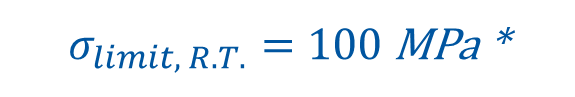 σlimit, R.T. = 100 MPa *